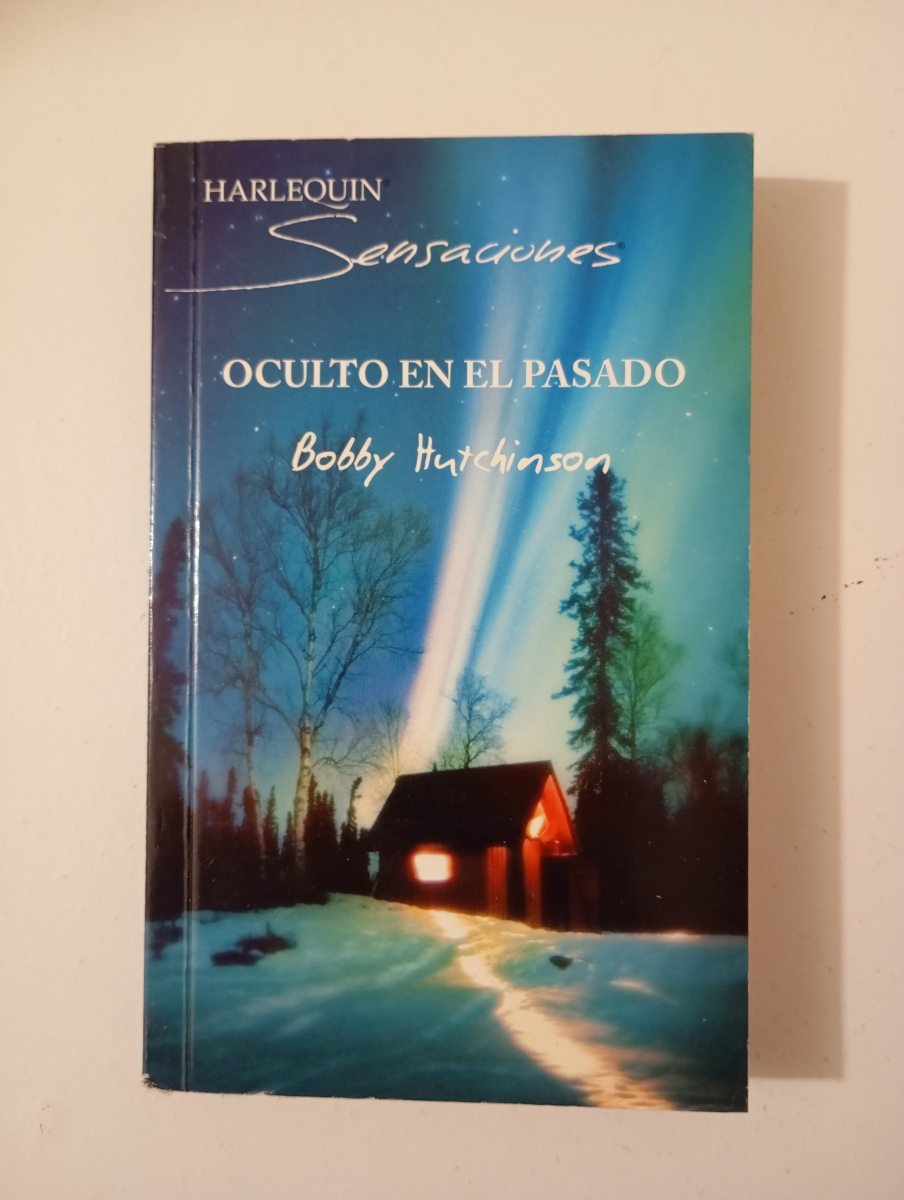 HARLEQUIN®
Sensaciones®
OCULTO EN EL PASADO
Bobby Hutchinson